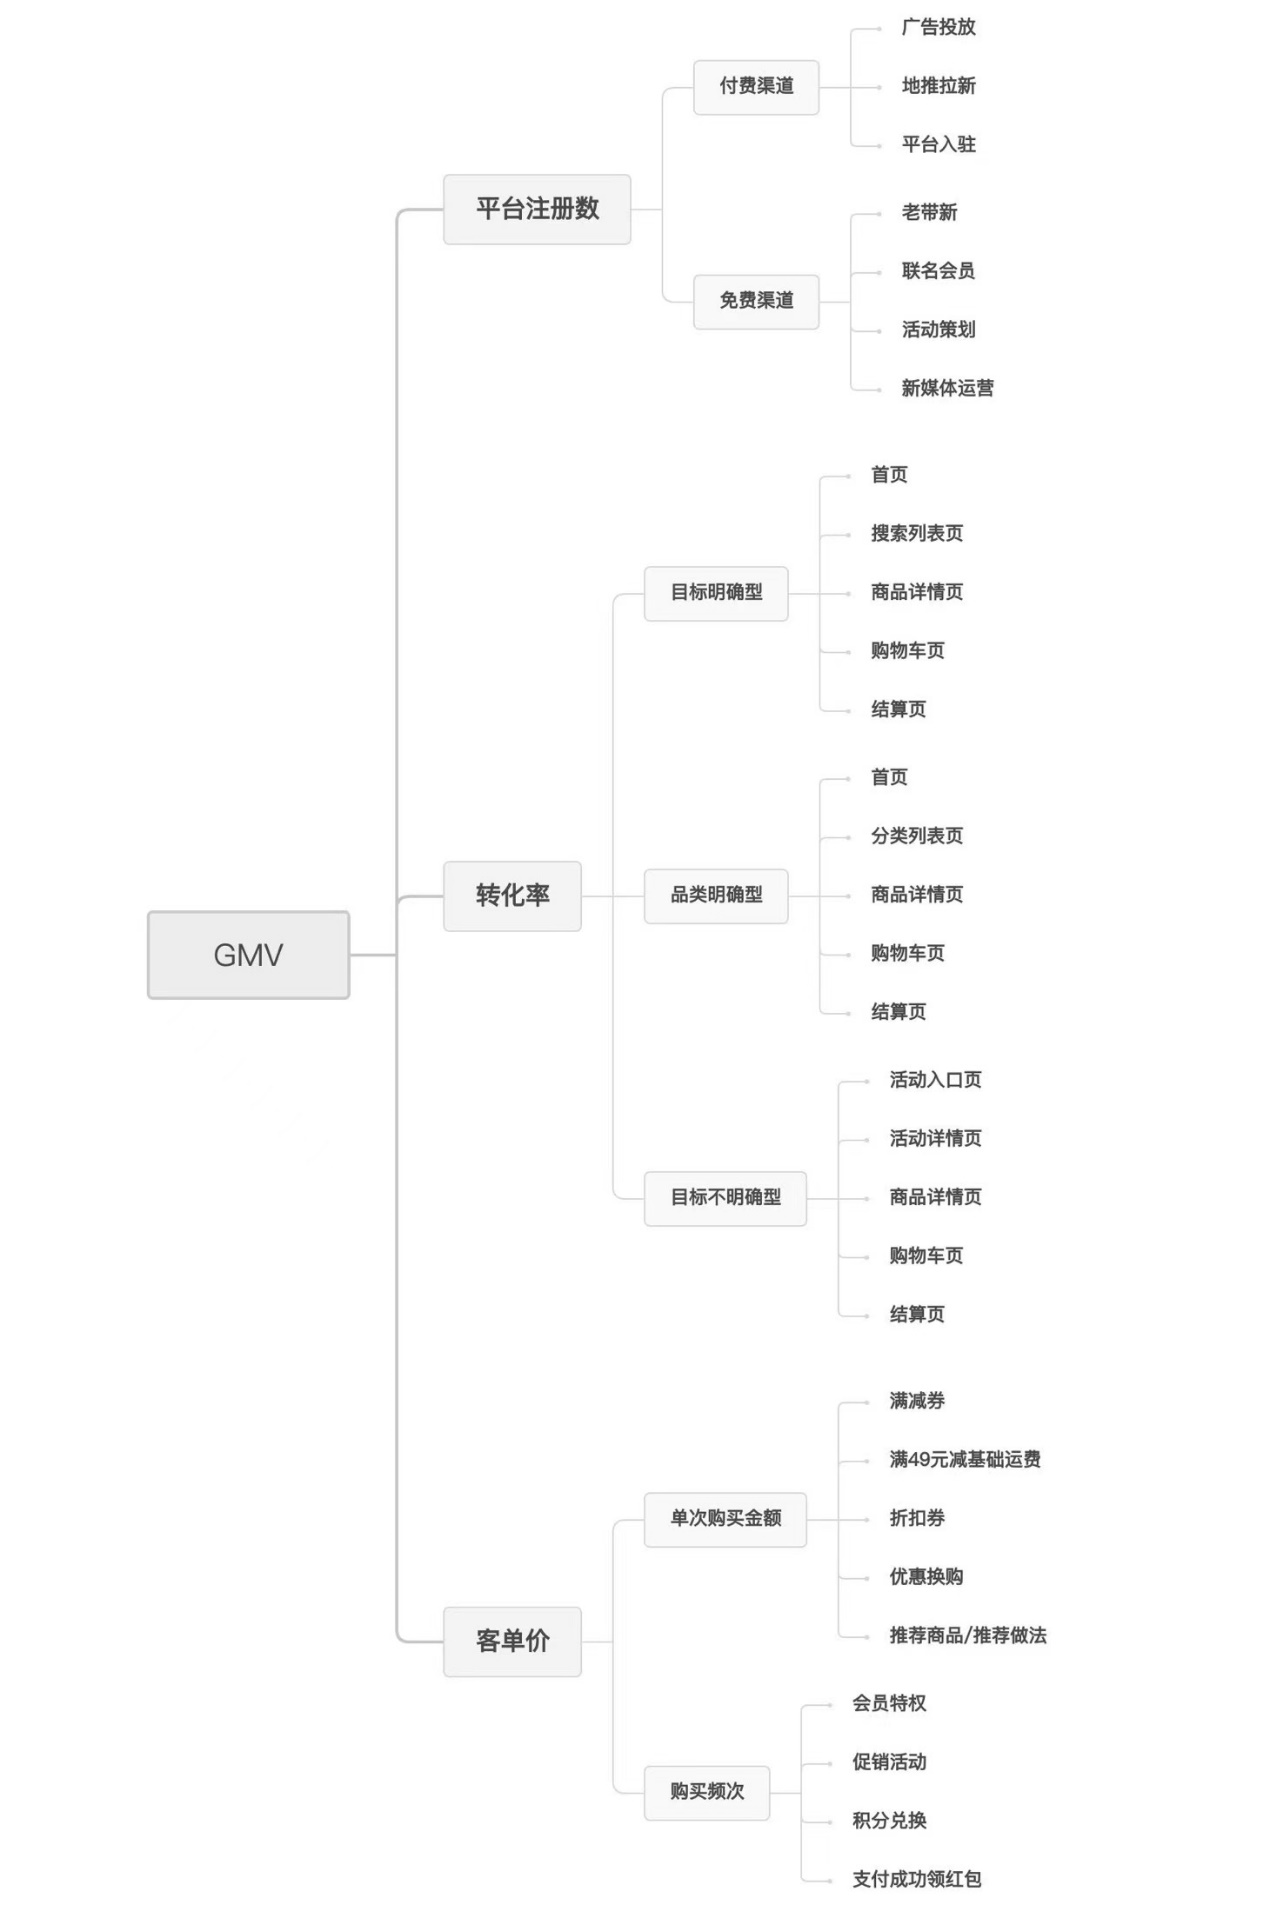 GMV
平台注册数
付费渠道
广告投放
地推拉新
平台入驻
免费渠道
老带新
联名会员
活动策划
新媒体运营
转化率
目标明确型
首页
搜索列表页
商品详情页
购物车页
结算页
品类明确型
首页
分类列表页
商品详情页
购物车页
结算页
目标不明确型
活动入口页
活动详情页
商品详情页
购物车页
结算页
客单价
单次购买金额
满减券
满49元减基础运费
折扣券
优惠换购
推荐商品/推荐做法
购买频次
会员特权
促销活动
积分兑换
支付成功领红包